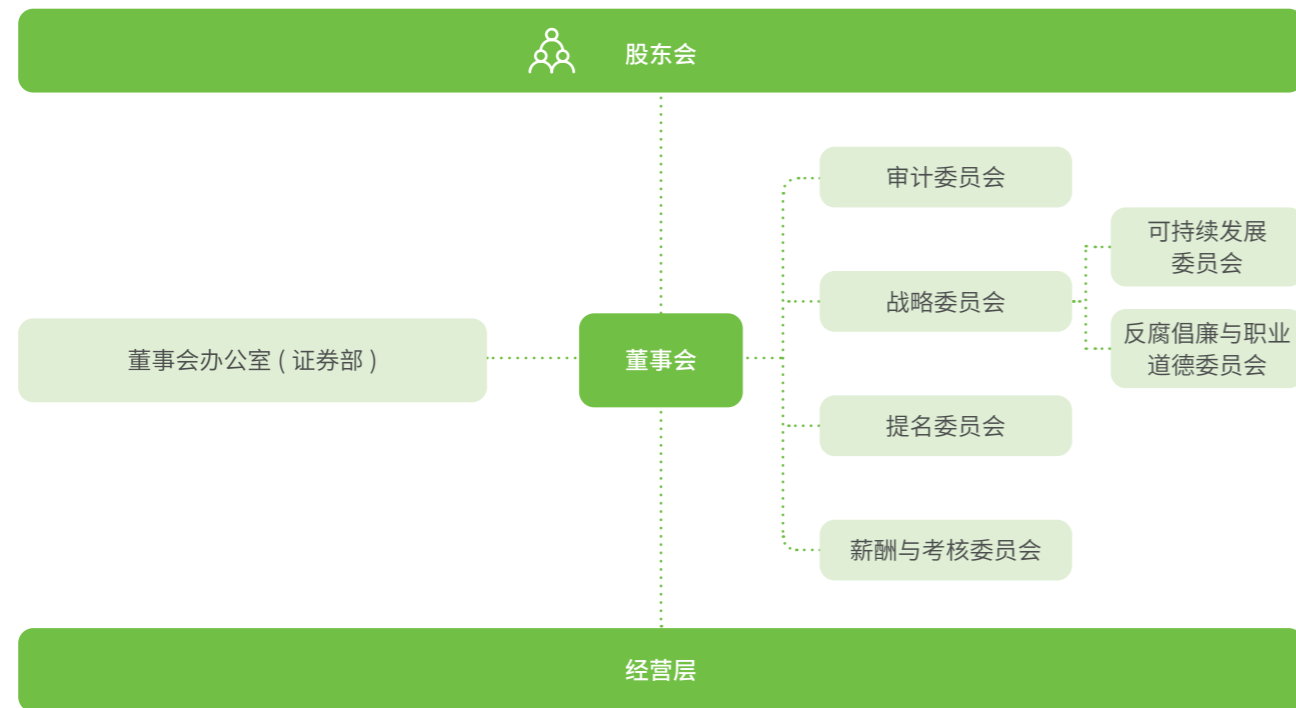 股东会
审计委员会
可持续发展
委员会
战略委员会
反腐倡廉与职业
道德委员会
董事会办公室 ( 证券部 )
董事会
提名委员会
薪酬与考核委员会
经营层